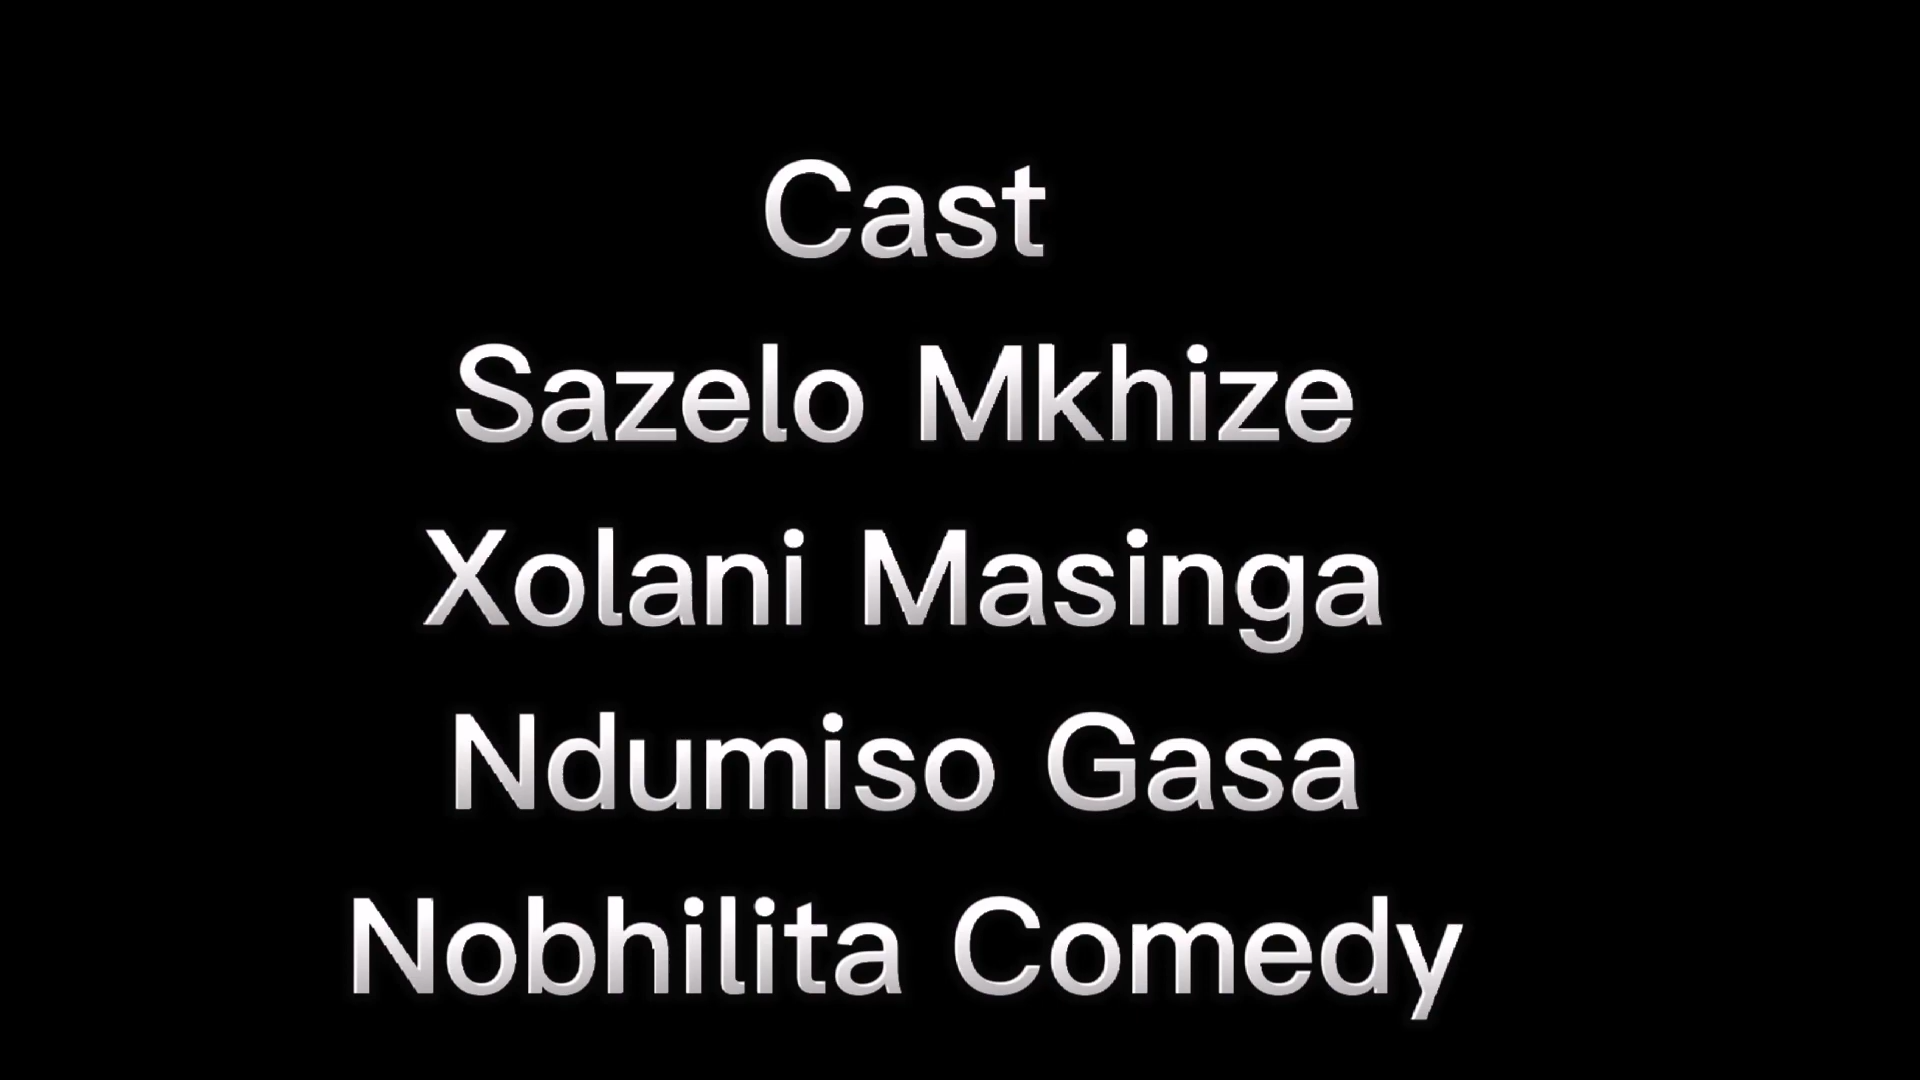 Cast
Sazelo Mkhize
Xolani Masinga
Ndumiso Gasa
Nobhilita Comedy